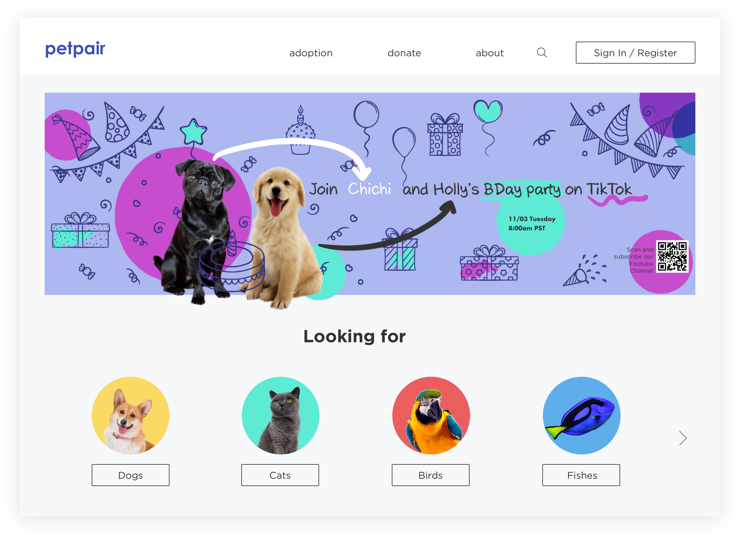 petpair
adoption donate about Sign In / Register
Join Chichi and Holly's BDay party on TikTok
11/03 Tuesday
8:00am PST
Scan and
subscribe our
Youtube
Channel
Looking for
Dogs Cats Birds Fishes